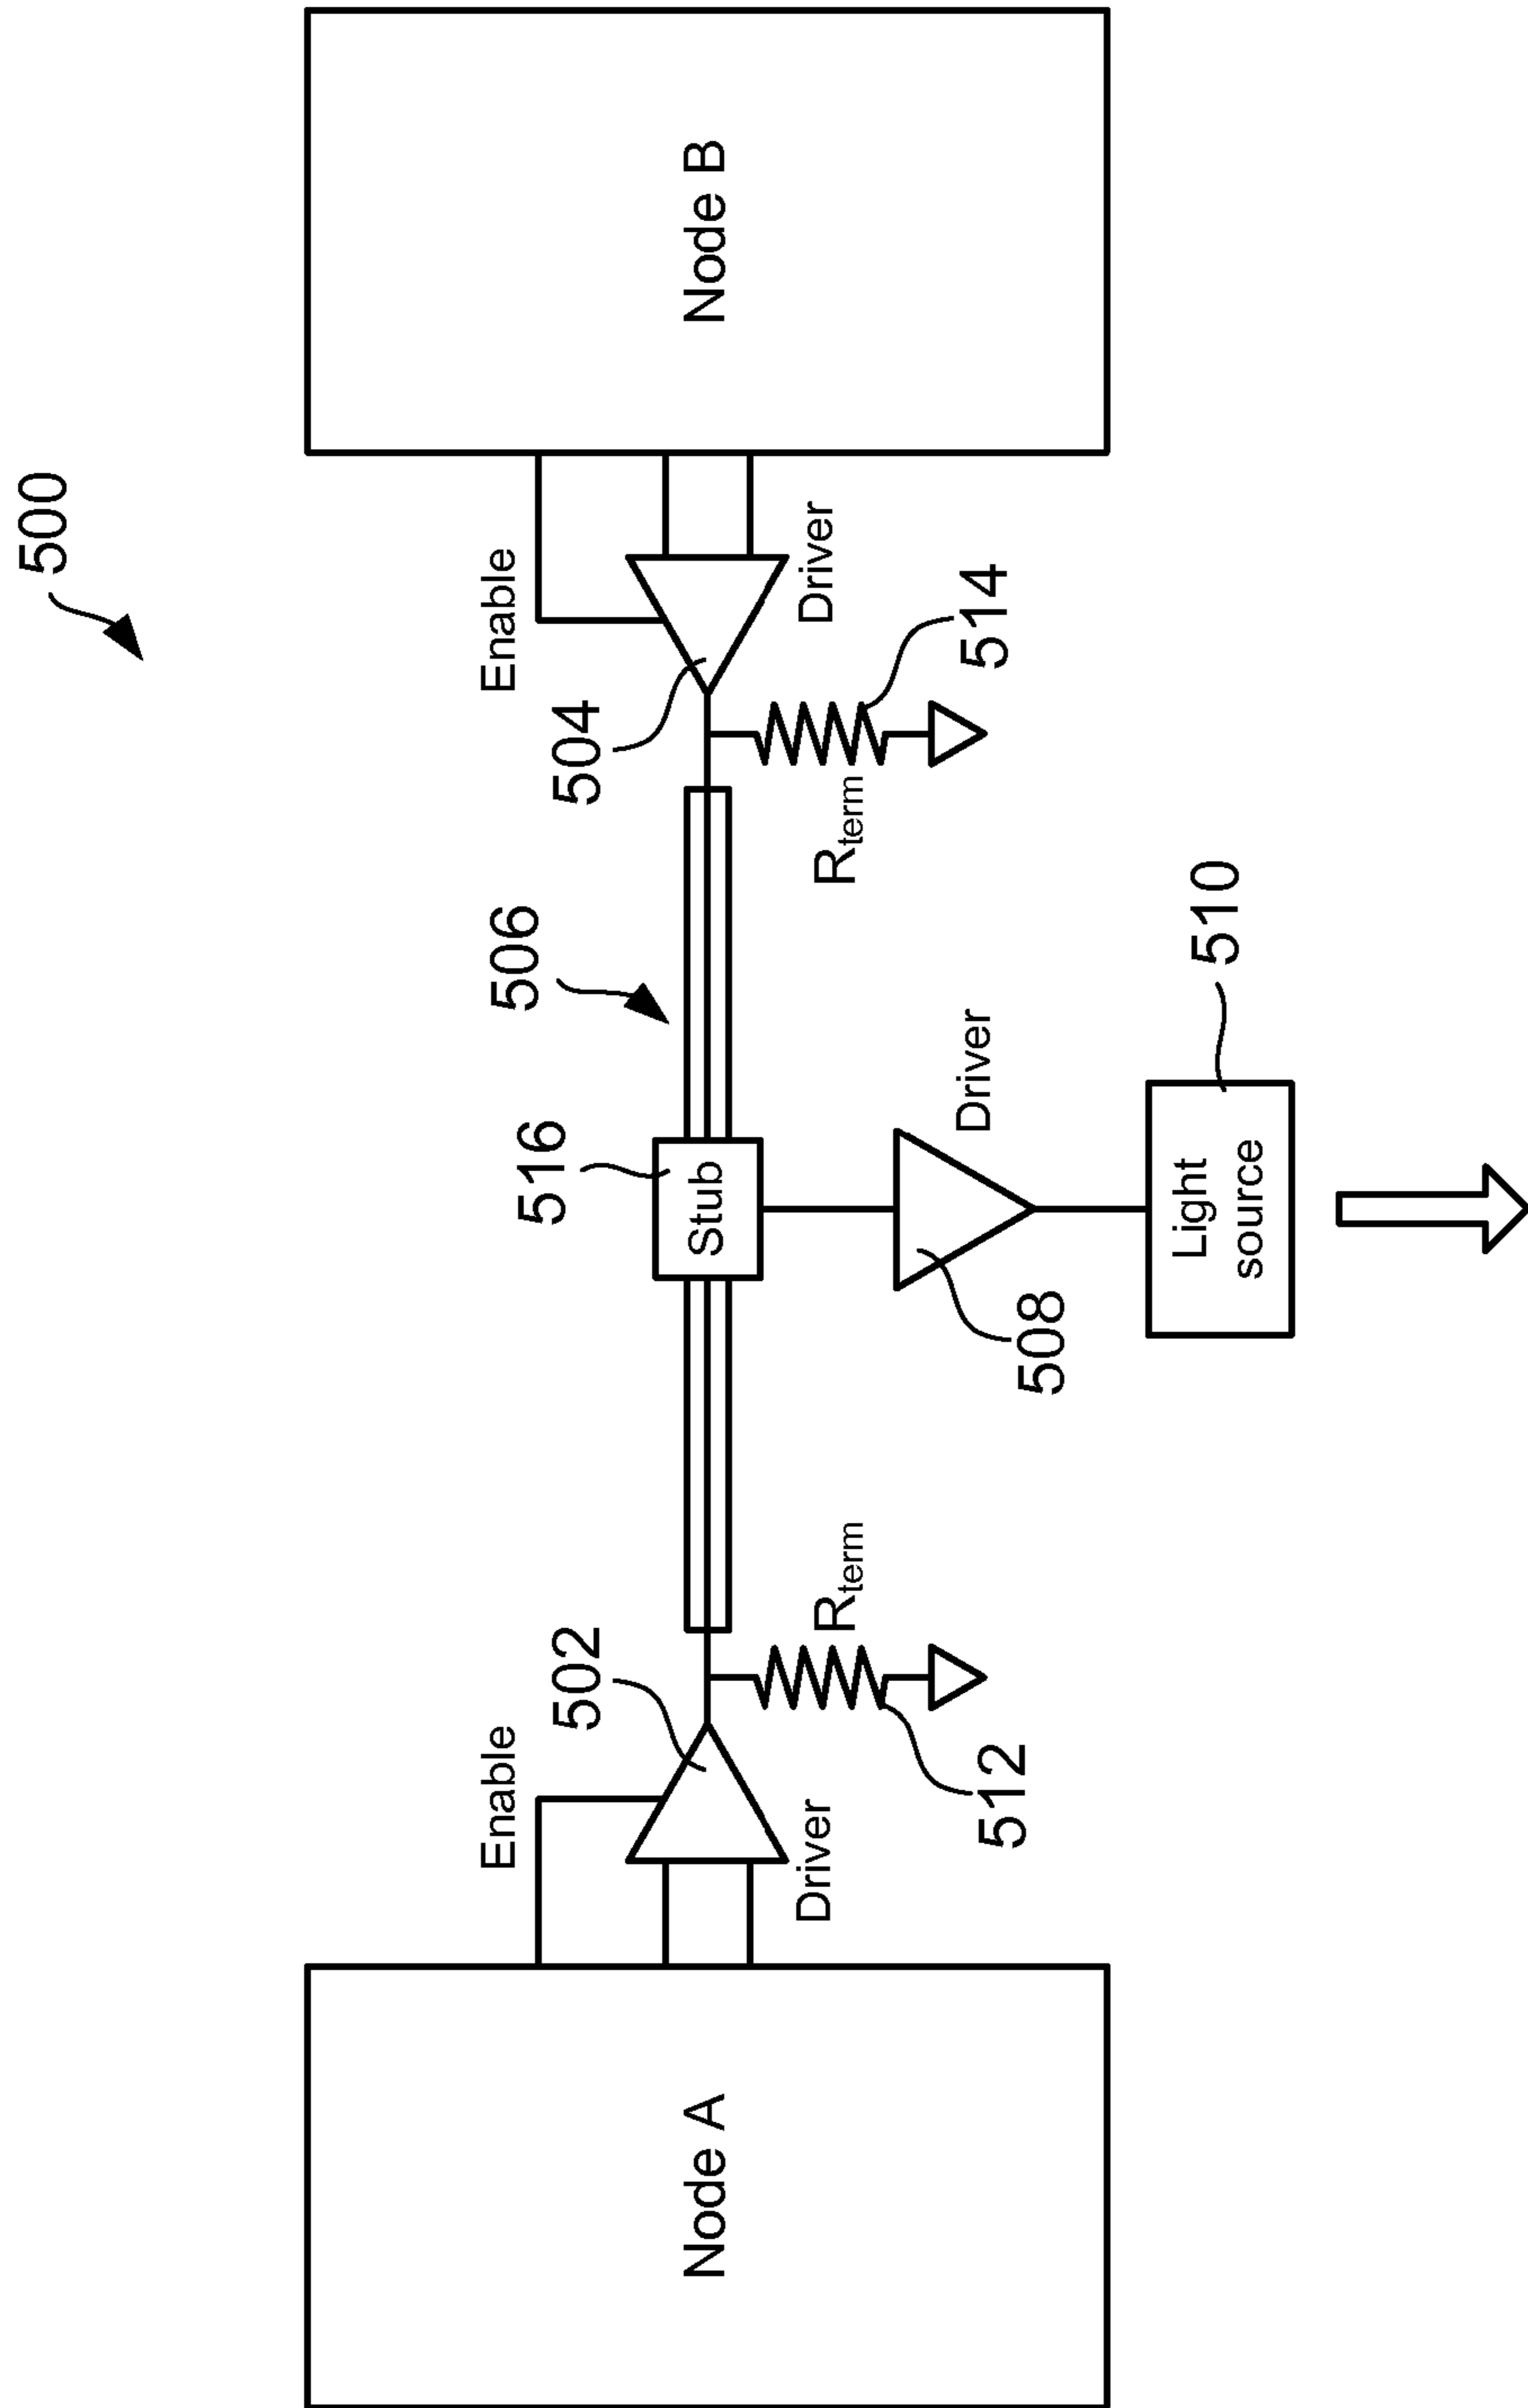 500
Node A
Node B
Enable
Enable
502
504
506
516
Stub
Driver
Driver
Rterm
Rterm
512
514
508
Driver
Light
source
510